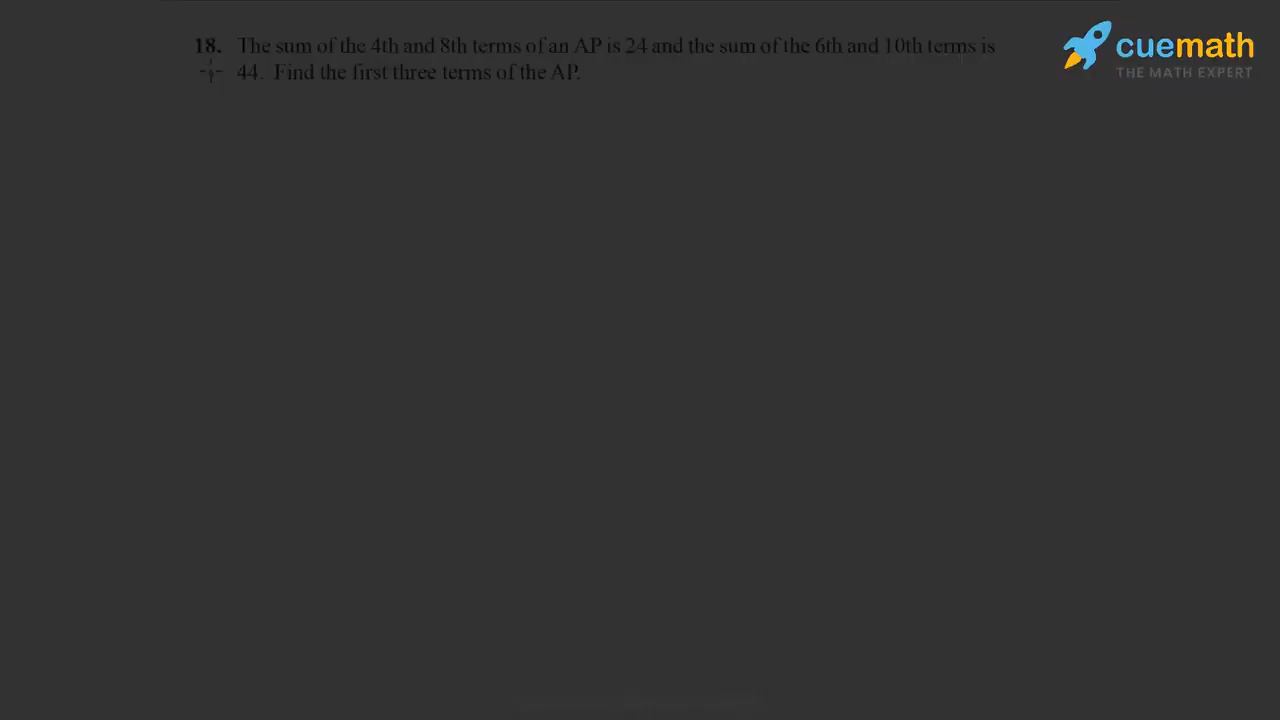 18. The sum of the 4th and 8th terms of an AP is 24 and the sum of the 6th and 10th terms is
44. Find the first three terms of the AP.
cuemath
THE MATH EXPERT